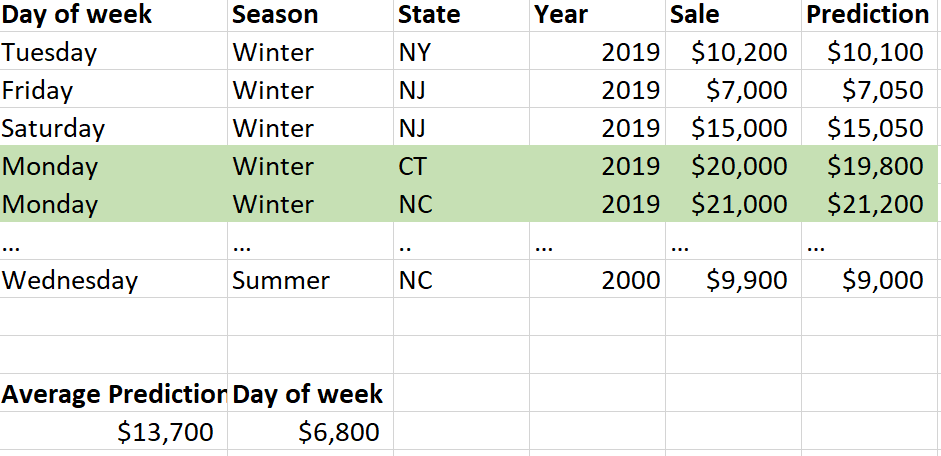 Day of week Season State Year Sale Prediction
Tuesday Winter NY 2019 $10,200 $10,100
Friday Winter NJ 2019 $7,000 $7,050
Saturday Winter NJ 2019 $15,000 $15,050
Monday Winter CT 2019 $20,000 $19,800
Monday Winter NC 2019 $21,000 $21,200
... ... .. ... ... ...
Wednesday Summer NC 2000 $9,900 $9,000
Average Prediction Day of week
$13,700 $6,800